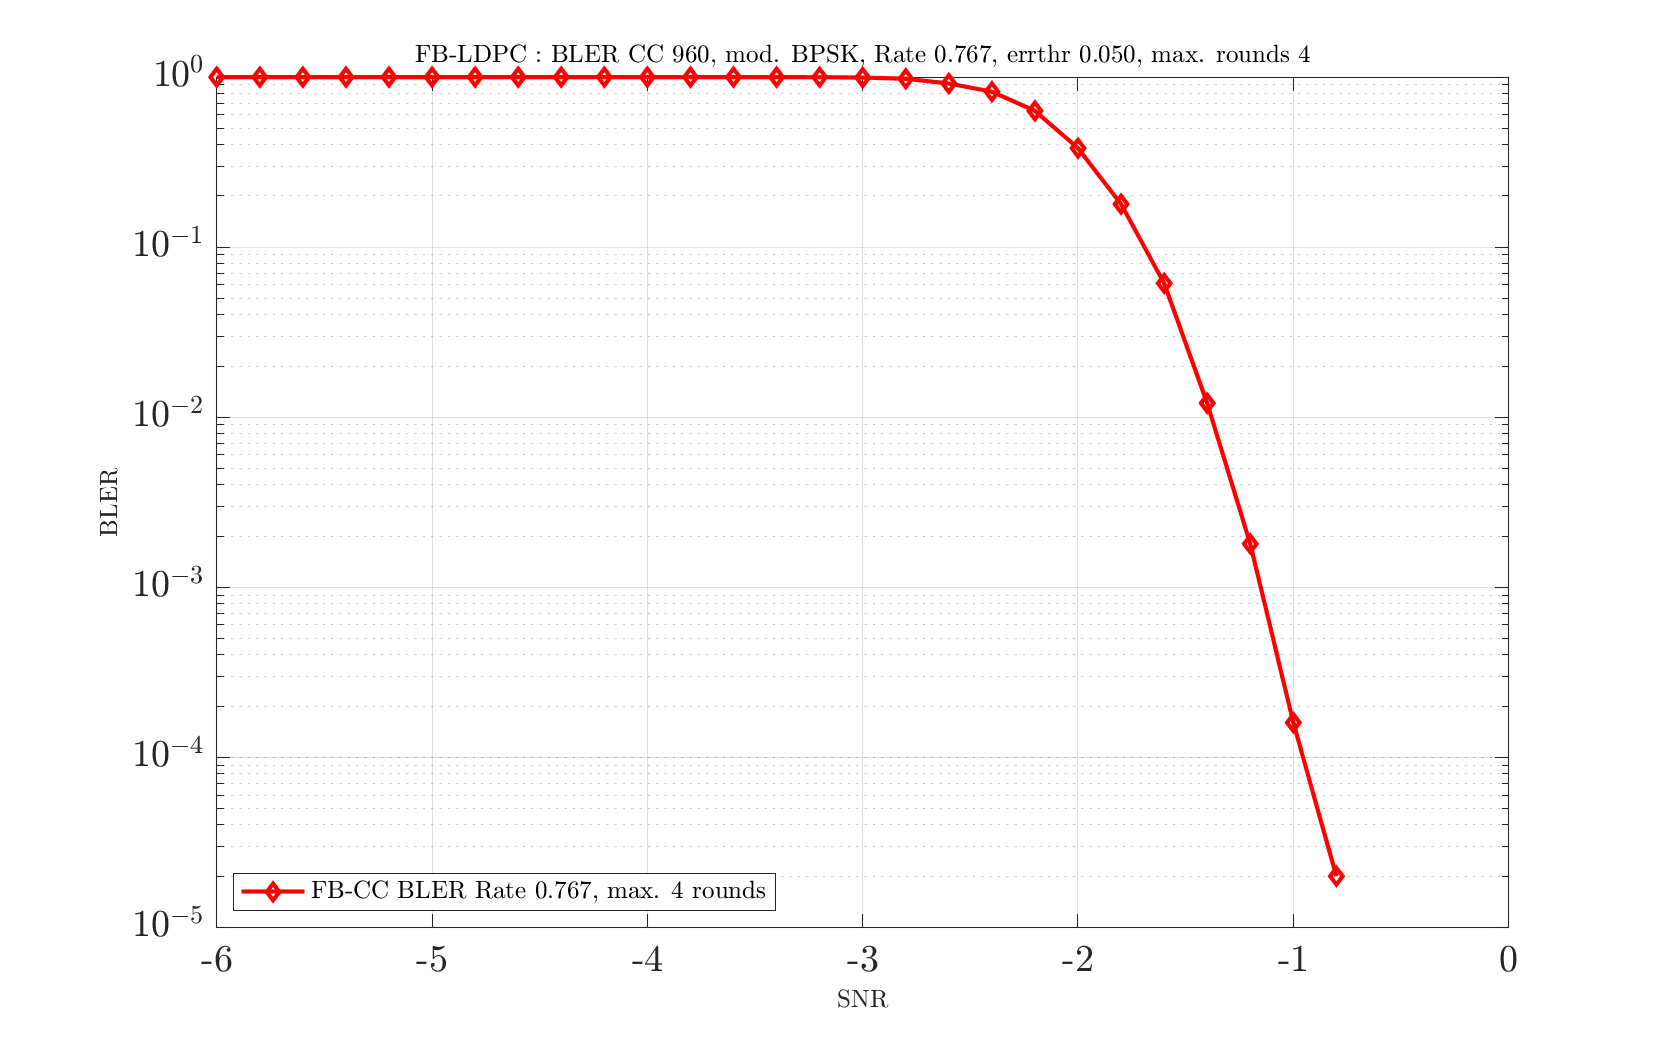 FB-LDPC : BLER CC 960, mod. BPSK, Rate 0.767, errthr 0.050, max. rounds 4
10^0
10^-1
10^-2
10^-3
10^-4
10^-5
BLER
FB-CC BLER Rate 0.767, max. 4 rounds
-6 -5 -4 -3 -2 -1 0
SNR